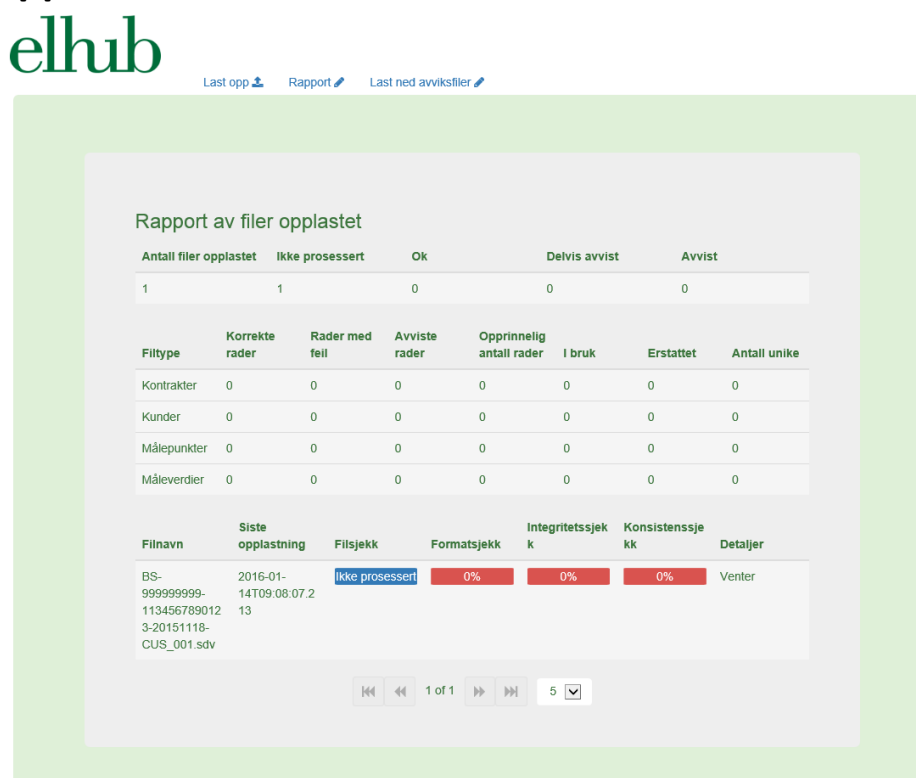 elhub
Last opp Rapport Last ned avviksfiler
Rapport av filer opplastet
Antall filer opplastet Ikke prosessert Ok Delvis avvist Avvist
1 1 0 0 0
Filtype Korrekte rader Rader med feil Avviste rader Opprinnelig antall rader I bruk Erstattet Antall unike
Kontrakter 0 0 0 0 0 0 0
Kunder 0 0 0 0 0 0 0
Målepunkter 0 0 0 0 0 0 0
Måleverdier 0 0 0 0 0 0 0
Filnavn Siste opplastning Filsjekk Formatsjekk Integritetssjekk Konsistenssjekk Detaljer
BS- 2016-01- Ikke prosessert 0% 0% 0% Venter
999999999- 14T09:08:07.2
113456789012 13
3-20151118-
CUS_001.sdv
1 of 1 5